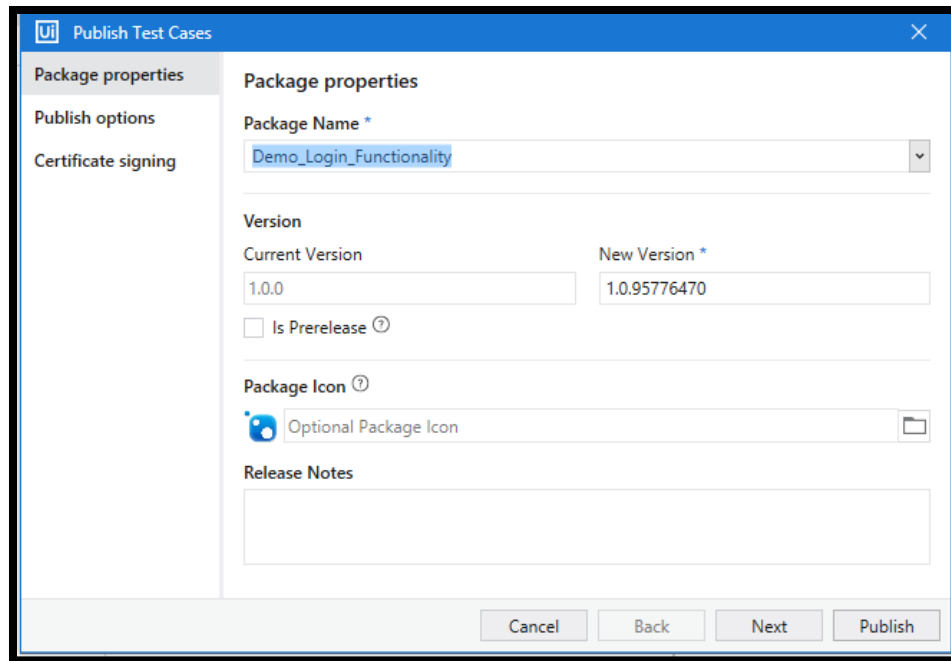 Ui Publish Test Cases
Package properties
Publish options
Certificate signing
Package properties
Package Name *
Demo_Login_Functionality
Version
Current Version New Version *
1.0.0 1.0.95776470
Is Prerelease ?
Package Icon ?
Optional Package Icon
Release Notes
Cancel Back Next Publish